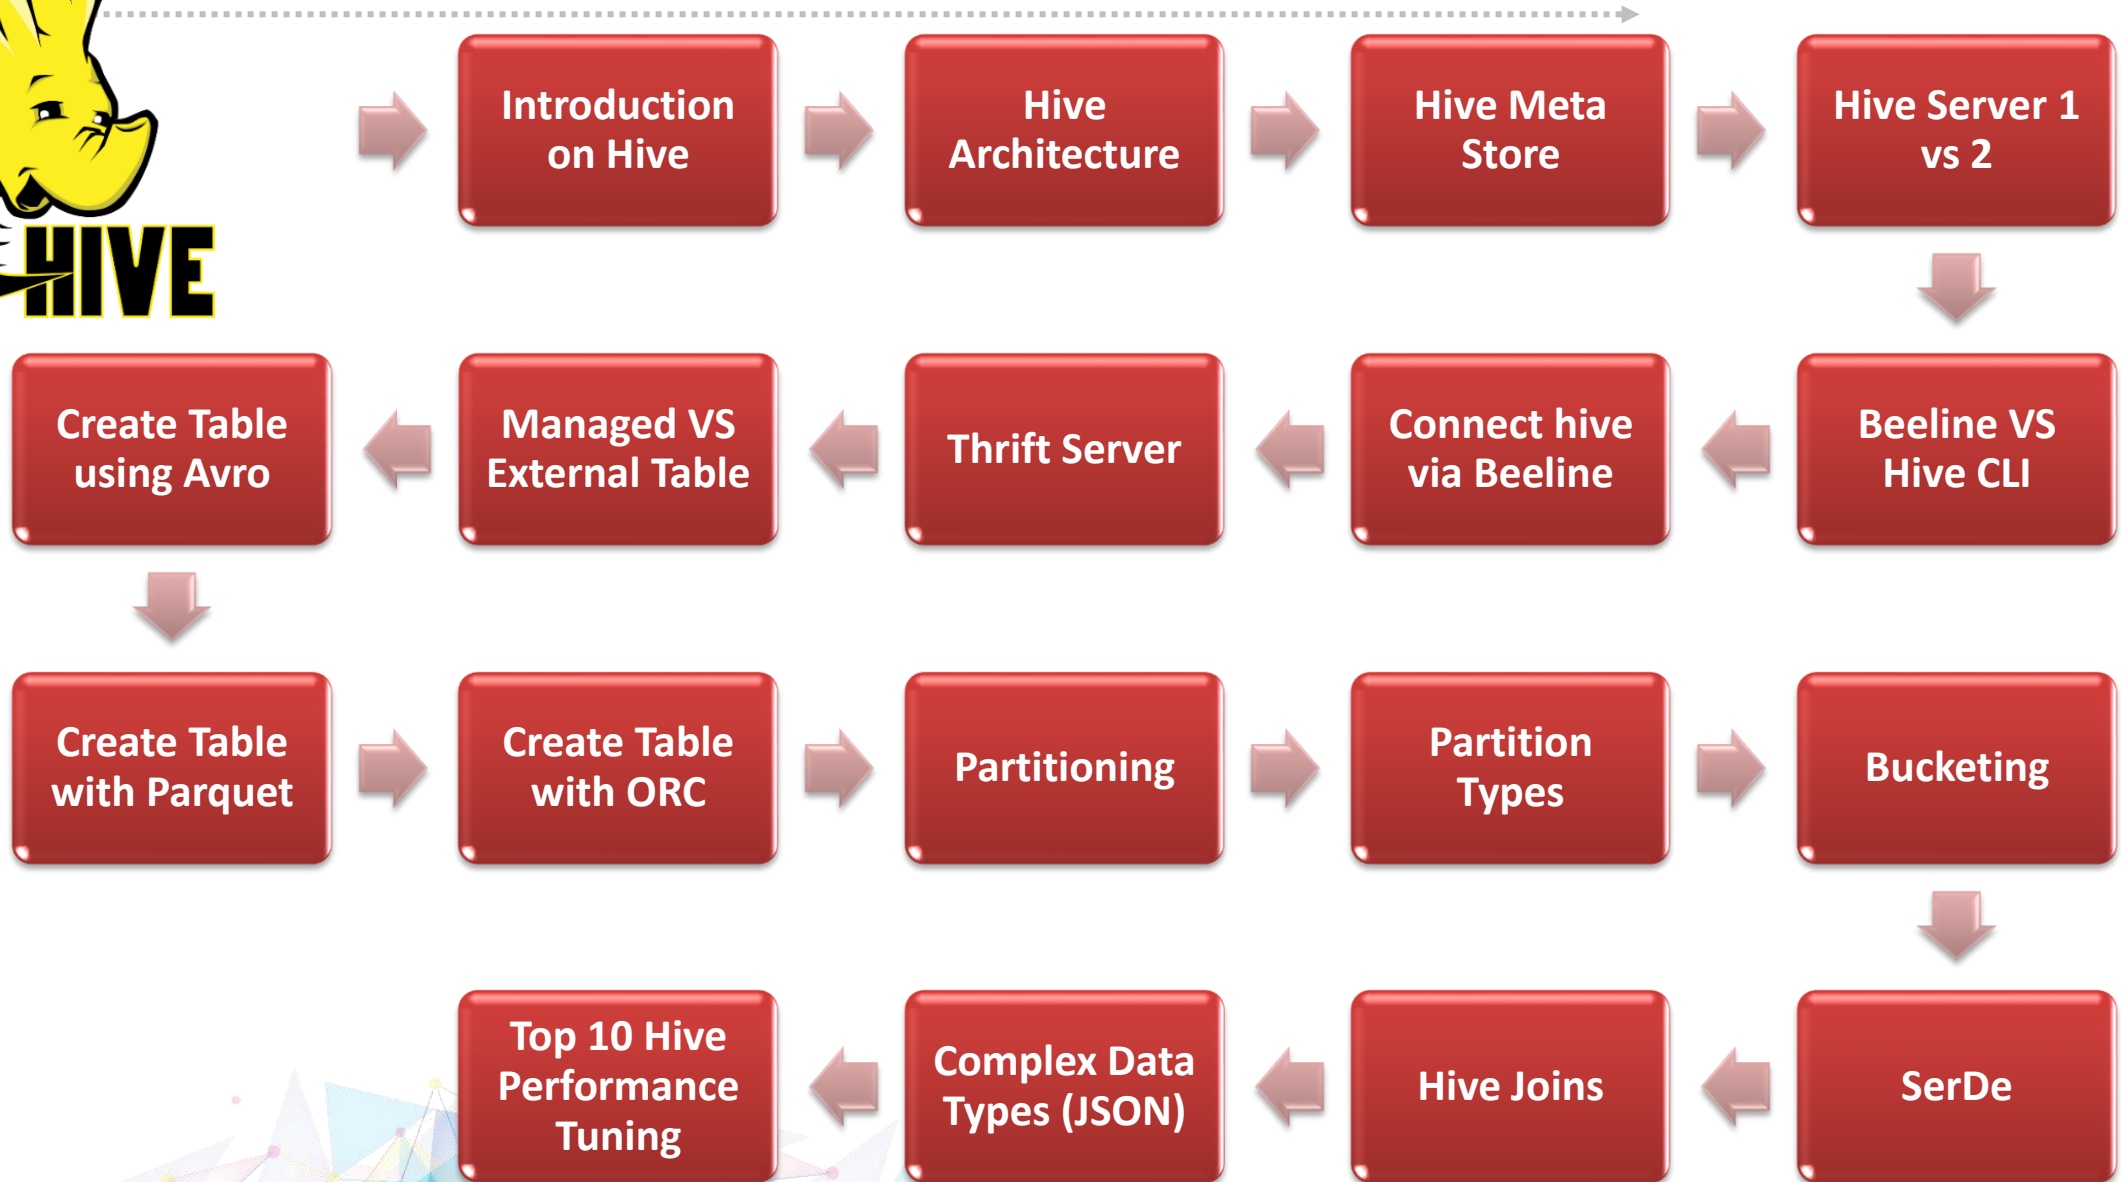 HIVE
Introduction
on Hive
Hive
Architecture
Hive Meta
Store
Hive Server 1
vs 2
Beeline VS
Hive CLI
Connect hive
via Beeline
Thrift Server
Managed VS
External Table
Create Table
using Avro
Create Table
with Parquet
Create Table
with ORC
Partitioning
Partition
Types
Bucketing
SerDe
Hive Joins
Complex Data
Types (JSON)
Top 10 Hive
Performance
Tuning